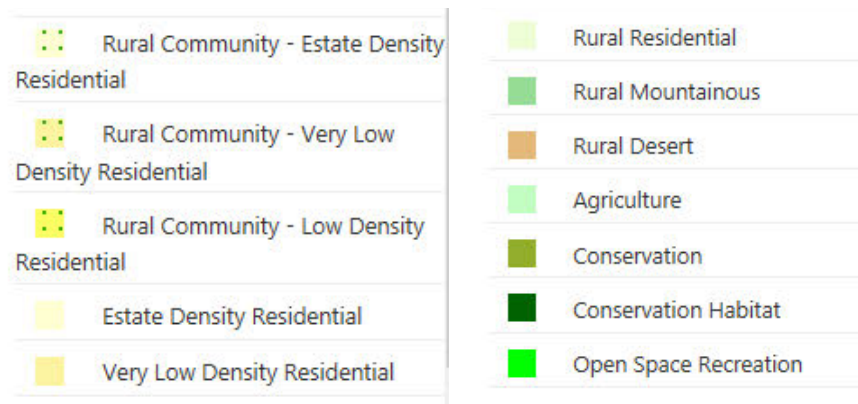 Rural Community - Estate Density
Residential
Rural Community - Very Low
Density Residential
Rural Community - Low Density
Residential
Estate Density Residential
Very Low Density Residential
Rural Residential
Rural Mountainous
Rural Desert
Agriculture
Conservation
Conservation Habitat
Open Space Recreation